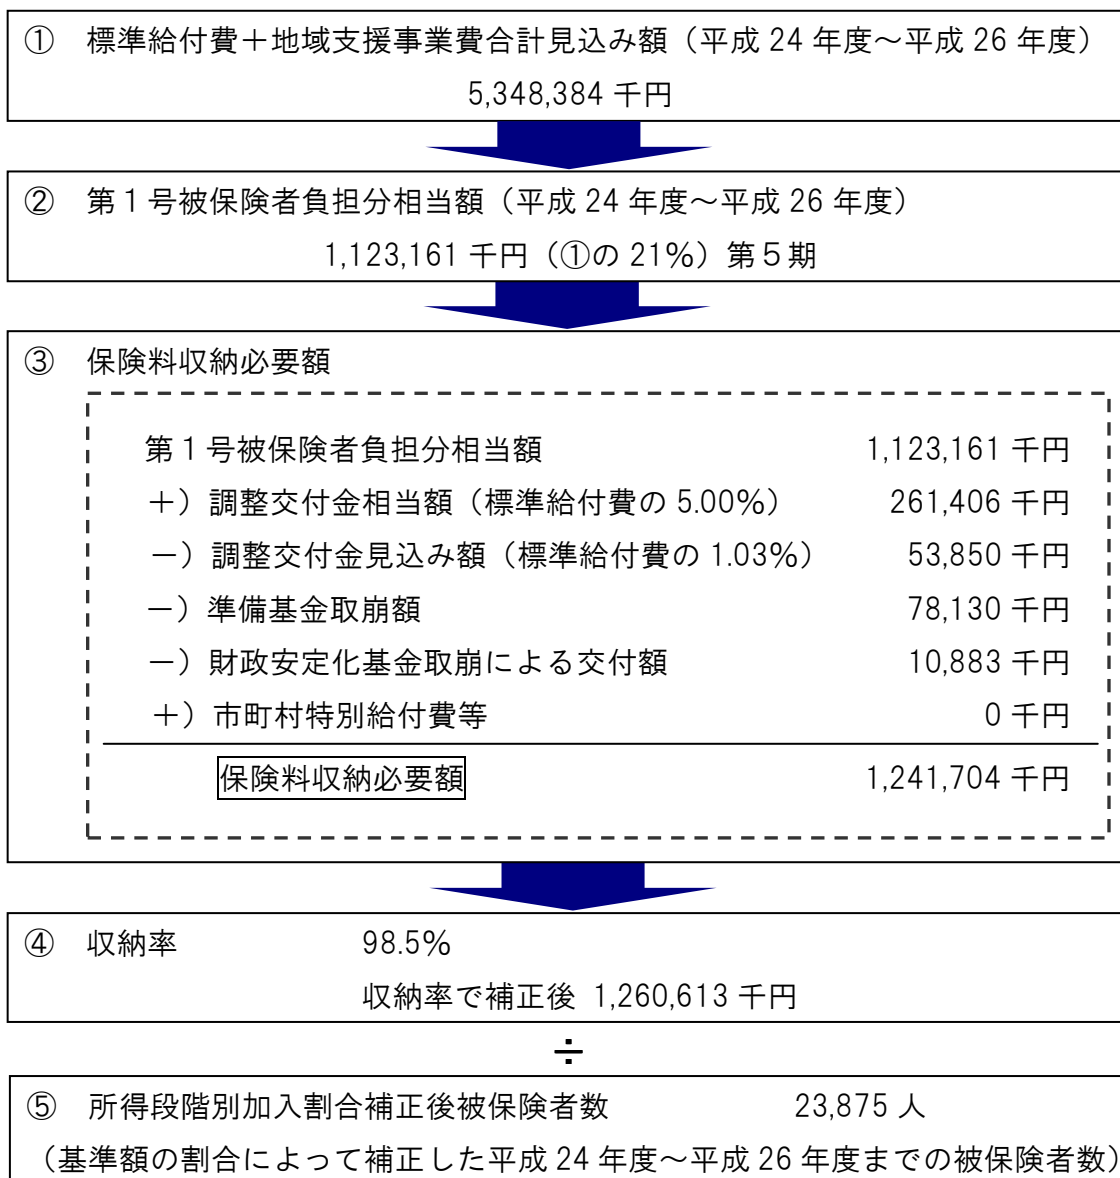 ① 標準給付費＋地域支援事業費合計見込み額（平成 24 年度～平成 26 年度）
5,348,384 千円
② 第１号被保険者負担分相当額（平成 24 年度～平成 26 年度）
1,123,161 千円（①の 21%）第５期
③ 保険料収納必要額
第１号被保険者負担分相当額 1,123,161 千円
＋）調整交付金相当額（標準給付費の 5.00%） 261,406 千円
－）調整交付金見込み額（標準給付費の 1.03%） 53,850 千円
－）準備基金取崩額 78,130 千円
－）財政安定化基金取崩による交付額 10,883 千円
＋）市町村特別給付費等 0 千円
保険料収納必要額 1,241,704 千円
④ 収納率 98.5%
収納率で補正後 1,260,613 千円
÷
⑤ 所得段階別加入割合補正後被保険者数 23,875 人
（基準額の割合によって補正した平成 24 年度～平成 26 年度までの被保険者数）